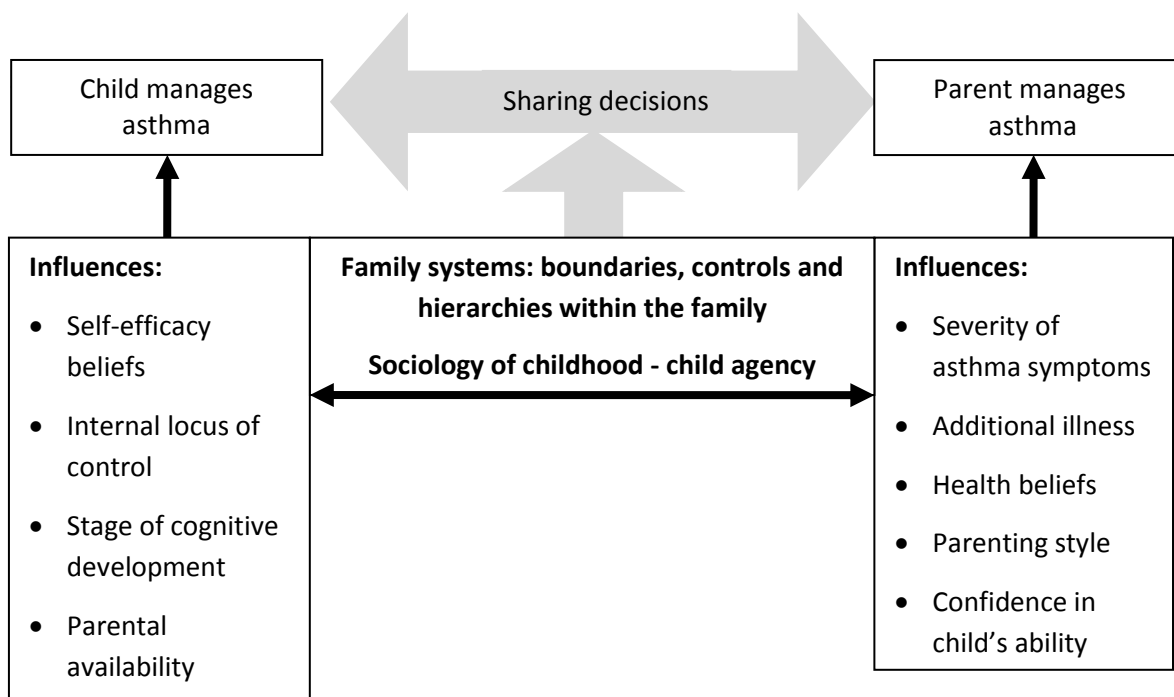 Child manages
asthma
Sharing decisions
Parent manages
asthma
Influences:
• Self-efficacy
beliefs
• Internal locus of
control
• Stage of cognitive
development
• Parental
availability
Family systems: boundaries, controls and
hierarchies within the family
Sociology of childhood - child agency
Influences:
• Severity of
asthma symptoms
• Additional illness
• Health beliefs
• Parenting style
• Confidence in
child’s ability